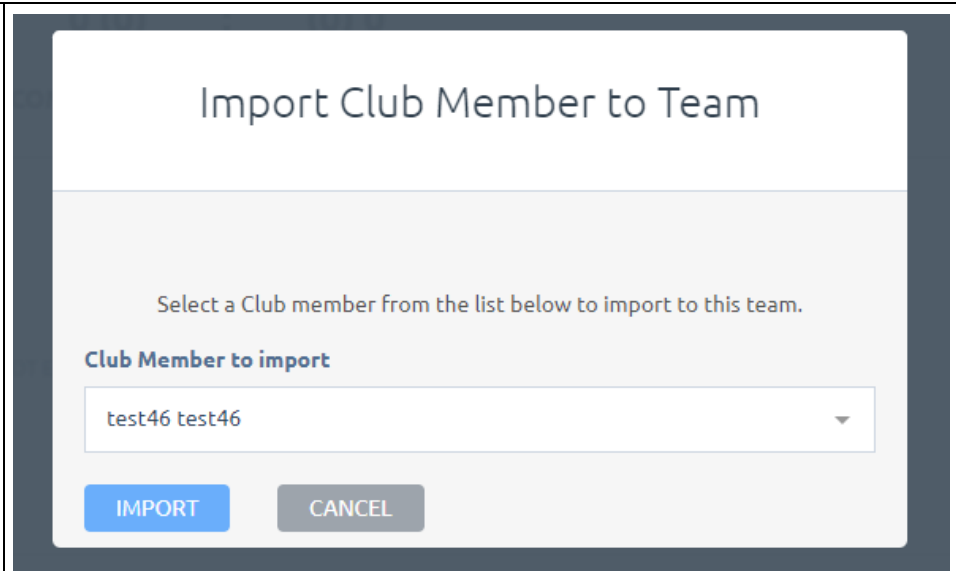 Import Club Member to Team
Select a Club member from the list below to import to this team.
Club Member to import
test46 test46
IMPORT CANCEL